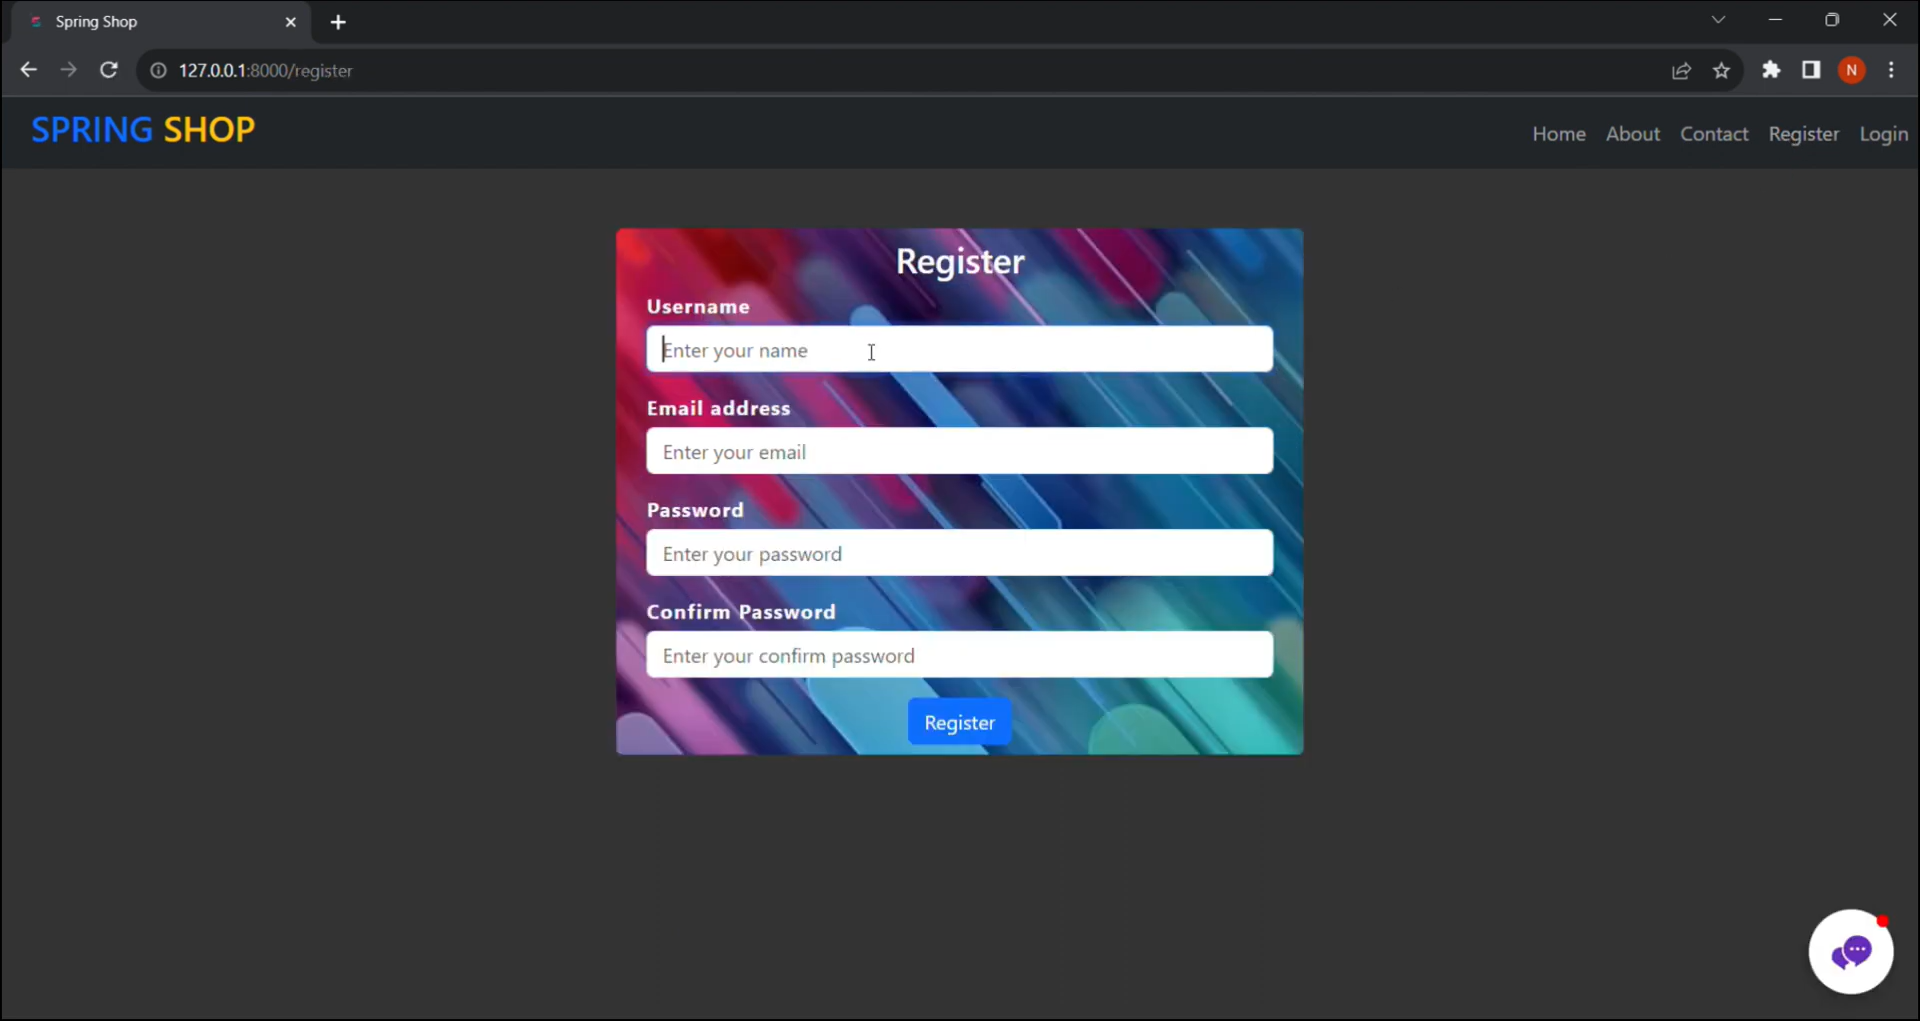 Spring Shop
127.0.0.1:8000/register
N
SPRING SHOP
Home About Contact Register Login
Register
Username
Enter your name
Email address
Enter your email
Password
Enter your password
Confirm Password
Enter your confirm password
Register